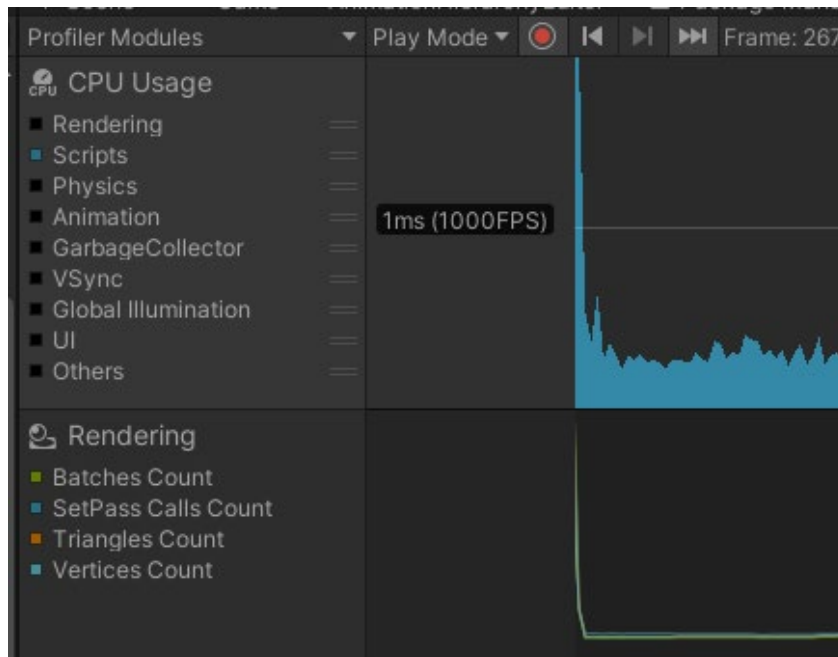 Profiler Modules
Play Mode
Frame: 267
CPU Usage
CPU
Rendering
Scripts
Physics
Animation
GarbageCollector
VSync
Global Illumination
UI
Others
1ms (1000FPS)
Rendering
Batches Count
SetPass Calls Count
Triangles Count
Vertices Count